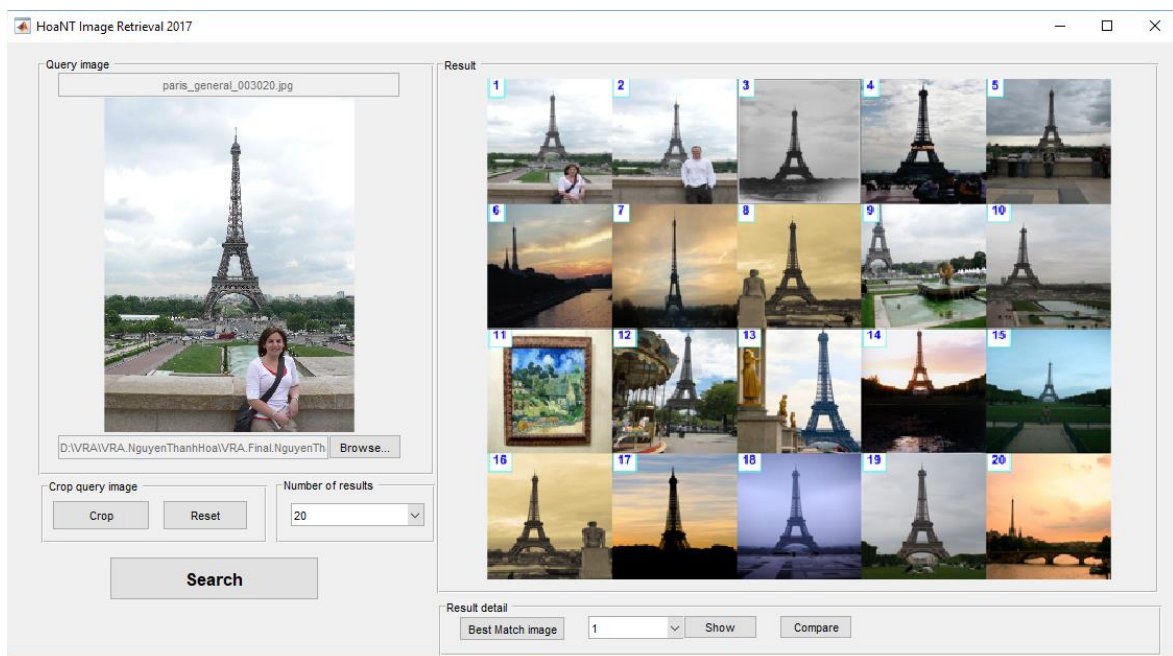 HoaNT Image Retrieval 2017
Query image
paris_general_003020.jpg
D:\VRA\VRA.NguyenThanhHoa\VRA.Final.NguyenTh
Browse...
Crop query image
Crop
Reset
Number of results
20
Search
Result
1 2 3 4 5
6 7 8 9 10
11 12 13 14 15
16 17 18 19 20
Result detail
Best Match image
1
Show
Compare